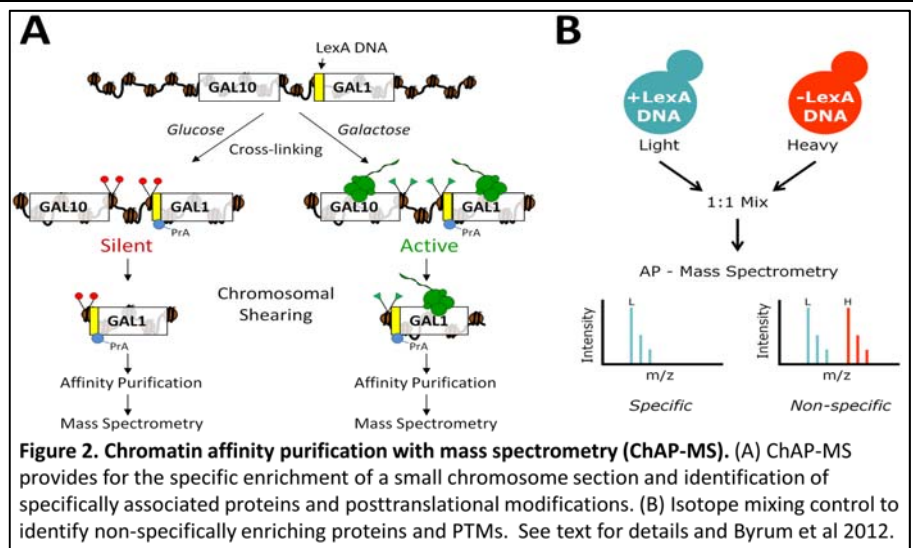 A
LexA DNA
GAL10
GAL1
Glucose
Galactose
Cross-linking
GAL10
GAL1
PrA
GAL10
GAL1
PrA
Silent
Active
Chromosomal
Shearing
GAL1
PrA
GAL1
PrA
Affinity Purification
Affinity Purification
Mass Spectrometry
Mass Spectrometry
B
+LexA
DNA
-LexA
DNA
Light
Heavy
1:1 Mix
AP - Mass Spectrometry
L
L
H
Intensity
Intensity
m/z
m/z
Specific
Non-specific
Figure 2. Chromatin affinity purification with mass spectrometry (ChAP-MS). (A) ChAP-MS
provides for the specific enrichment of a small chromosome section and identification of
specifically associated proteins and posttranslational modifications. (B) Isotope mixing control to
identify non-specifically enriching proteins and PTMs. See text for details and Byrum et al 2012.